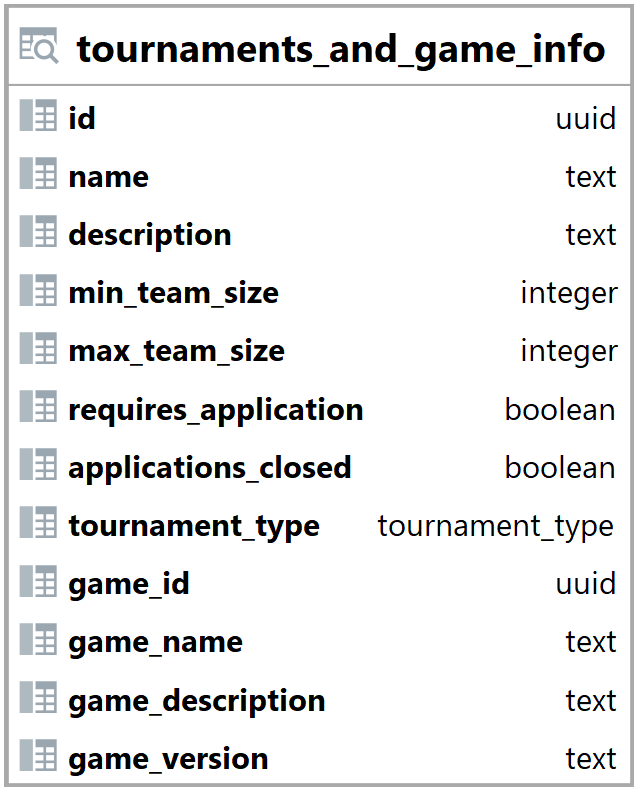 tournaments_and_game_info
id uuid
name text
description text
min_team_size integer
max_team_size integer
requires_application boolean
applications_closed boolean
tournament_type tournament_type
game_id uuid
game_name text
game_description text
game_version text